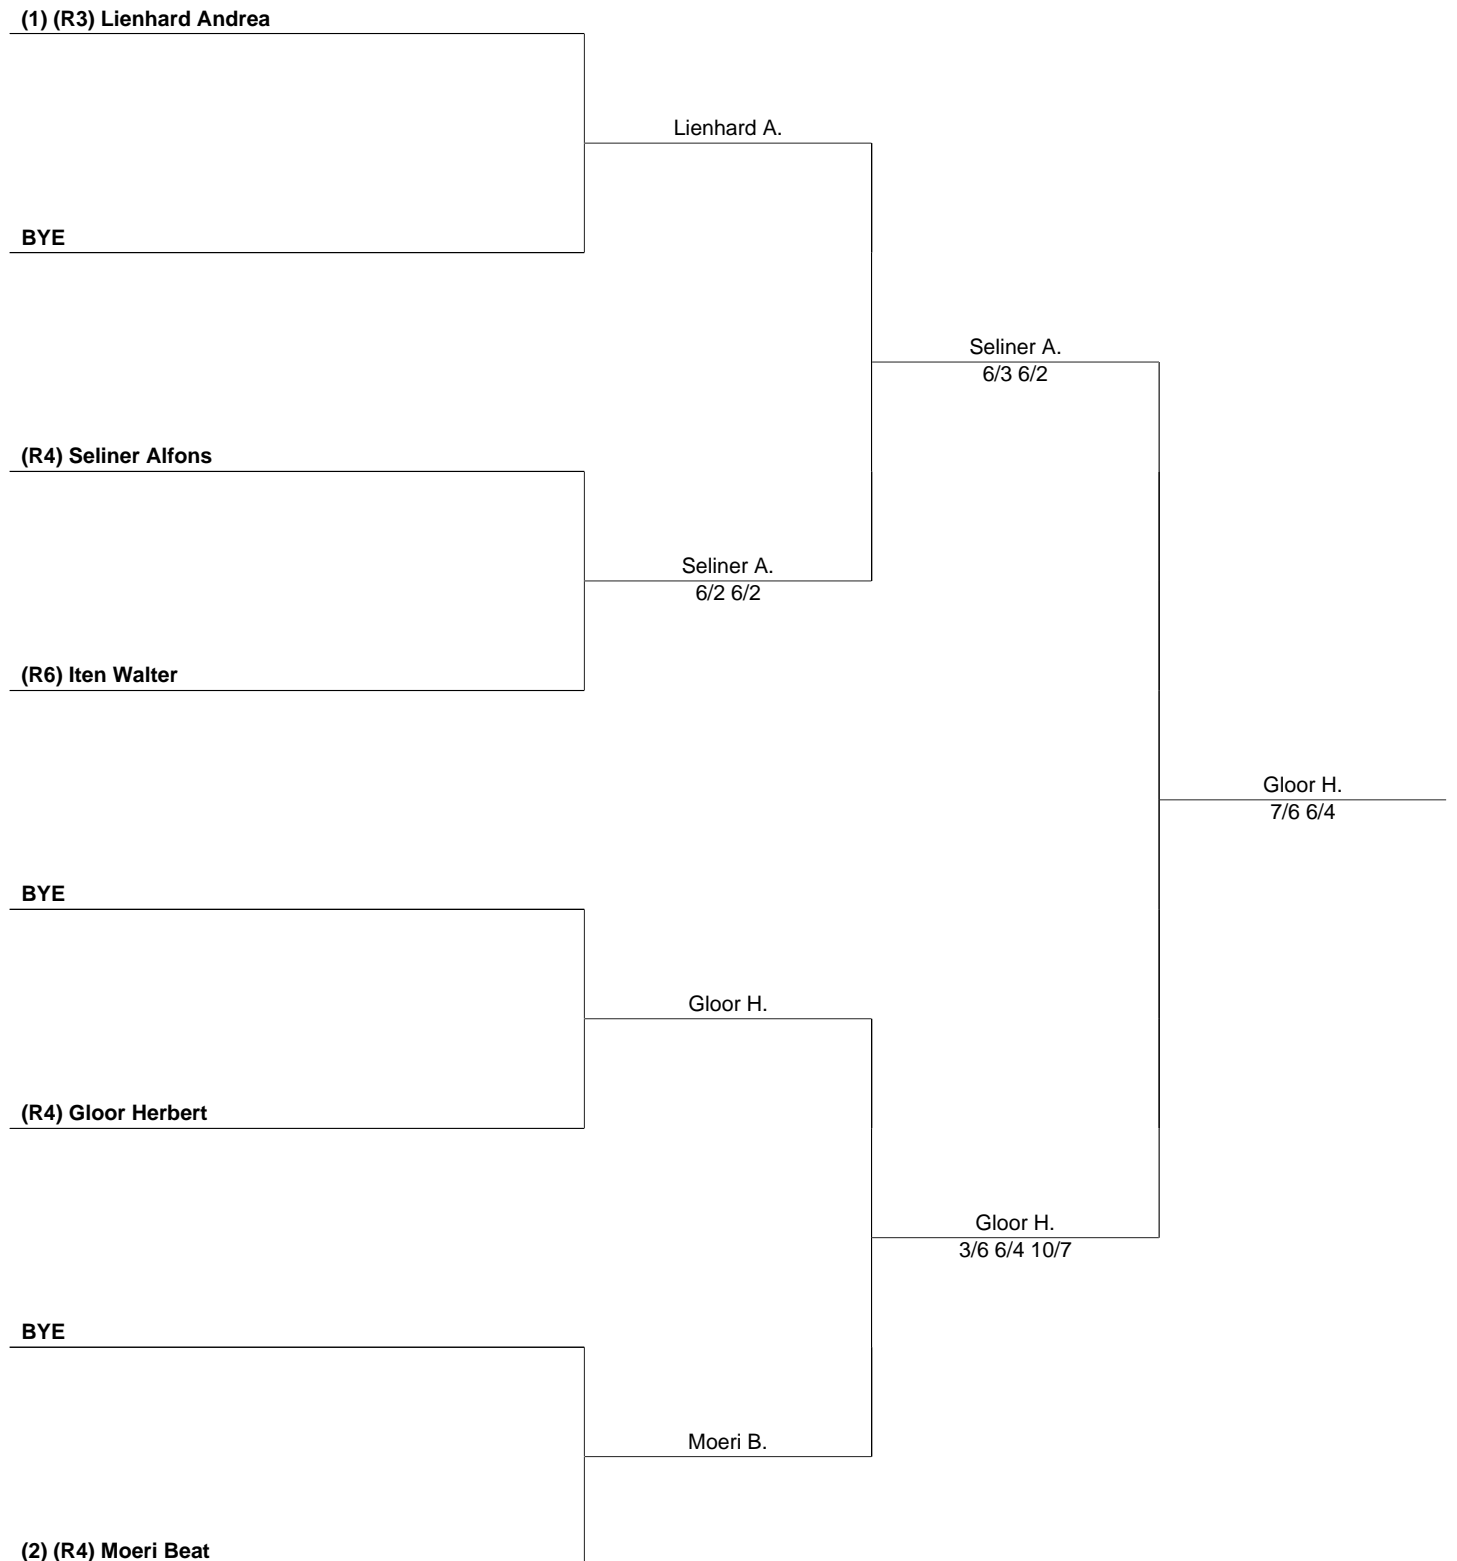 (1) (R3) Lienhard Andrea
Lienhard A.
BYE
Seliner A.
6/3 6/2
(R4) Seliner Alfons
Seliner A.
6/2 6/2
(R6) Iten Walter
Gloor H.
7/6 6/4
BYE
Gloor H.
(R4) Gloor Herbert
Gloor H.
3/6 6/4 10/7
BYE
Moeri B.
(2) (R4) Moeri Beat